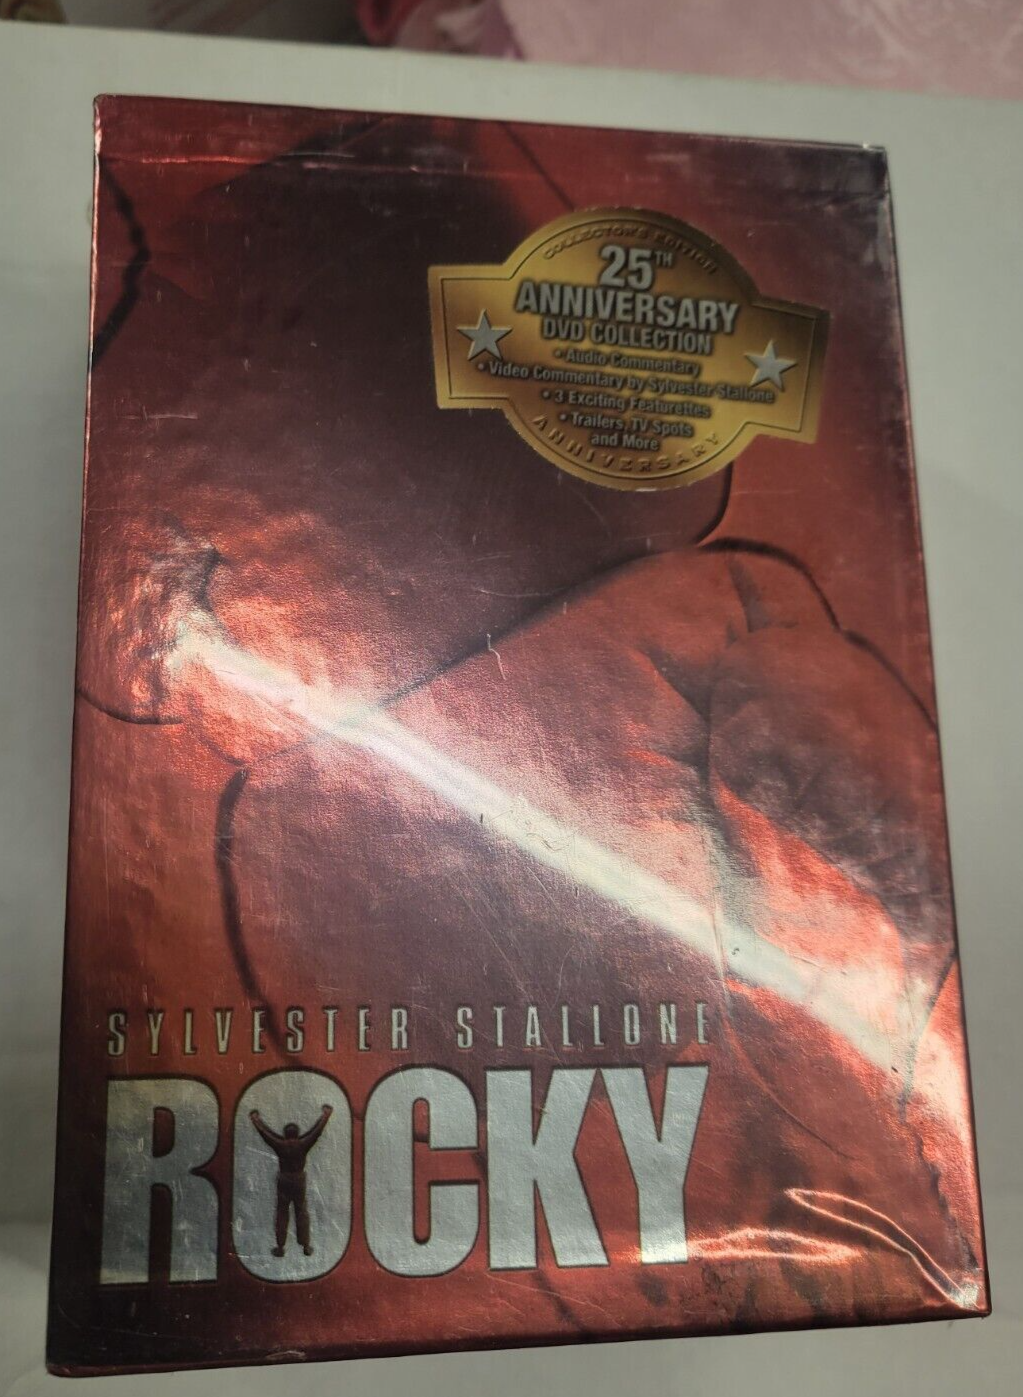 COLLECTOR'S EDITION
25TH
ANNIVERSARY
DVD COLLECTION
• Audio Commentary
• Video Commentary by Sylvester Stallone
• 3 Exciting Featurettes
• Trailers, TV Spots
and More
ANNIVERSARY
SYLVESTER STALLONE
ROCKY